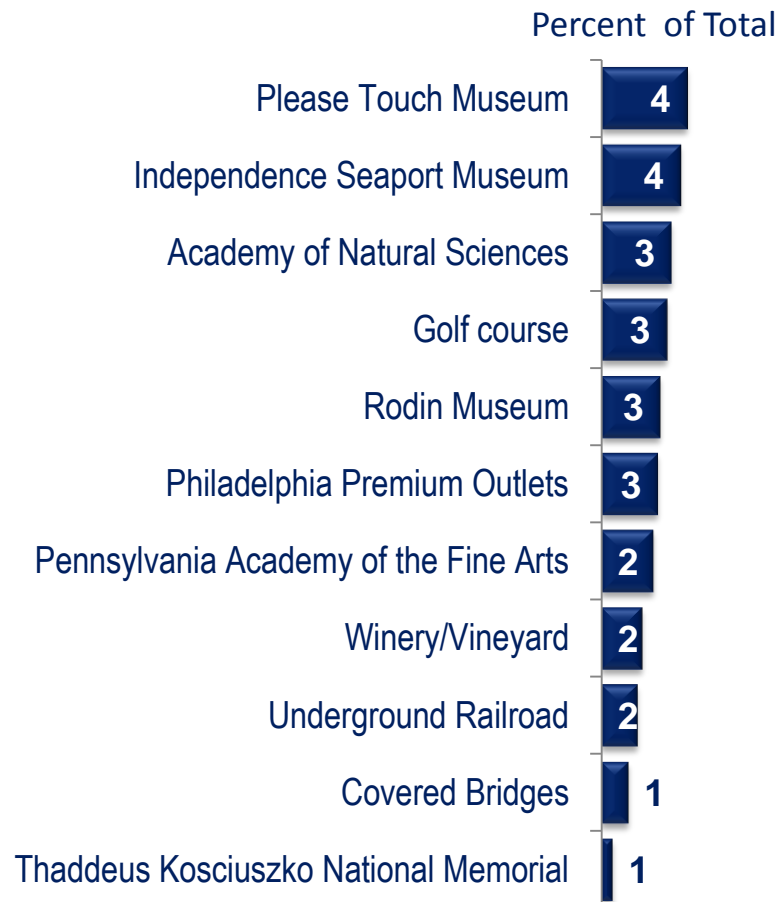 Percent of Total
Please Touch Museum 4
Independence Seaport Museum 4
Academy of Natural Sciences 3
Golf course 3
Rodin Museum 3
Philadelphia Premium Outlets 3
Pennsylvania Academy of the Fine Arts 2
Winery/Vineyard 2
Underground Railroad 2
Covered Bridges 1
Thaddeus Kosciuszko National Memorial 1